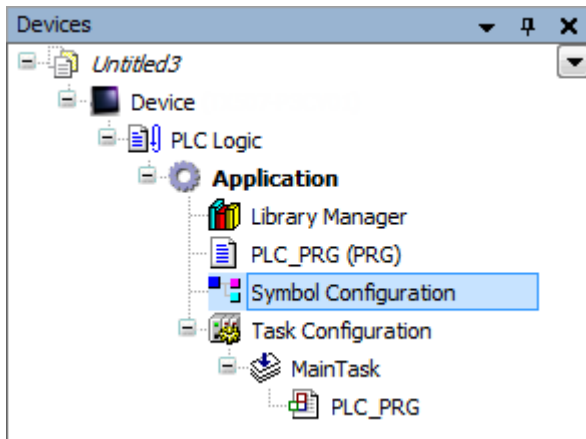 Devices
Untitled3
Device
PLC Logic
Application
Library Manager
PLC_PRG (PRG)
Symbol Configuration
Task Configuration
MainTask
PLC_PRG